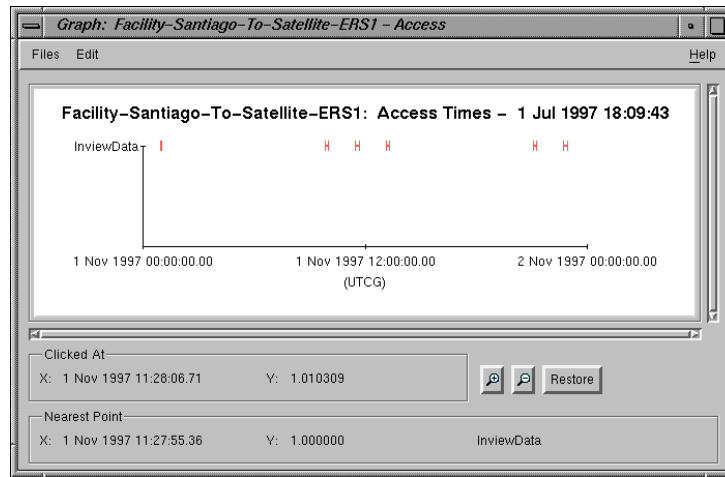 Graph: Facility-Santiago-To-Satellite-ERS1 - Access
Files Edit Help
Facility-Santiago-To-Satellite-ERS1: Access Times - 1 Jul 1997 18:09:43
InviewData
1 Nov 1997 00:00:00.00 1 Nov 1997 12:00:00.00 2 Nov 1997 00:00:00.00
(UTCG)
Clicked At
X: 1 Nov 1997 11:28:06.71 Y: 1.010309
Restore
Nearest Point
X: 1 Nov 1997 11:27:55.36 Y: 1.000000 InviewData